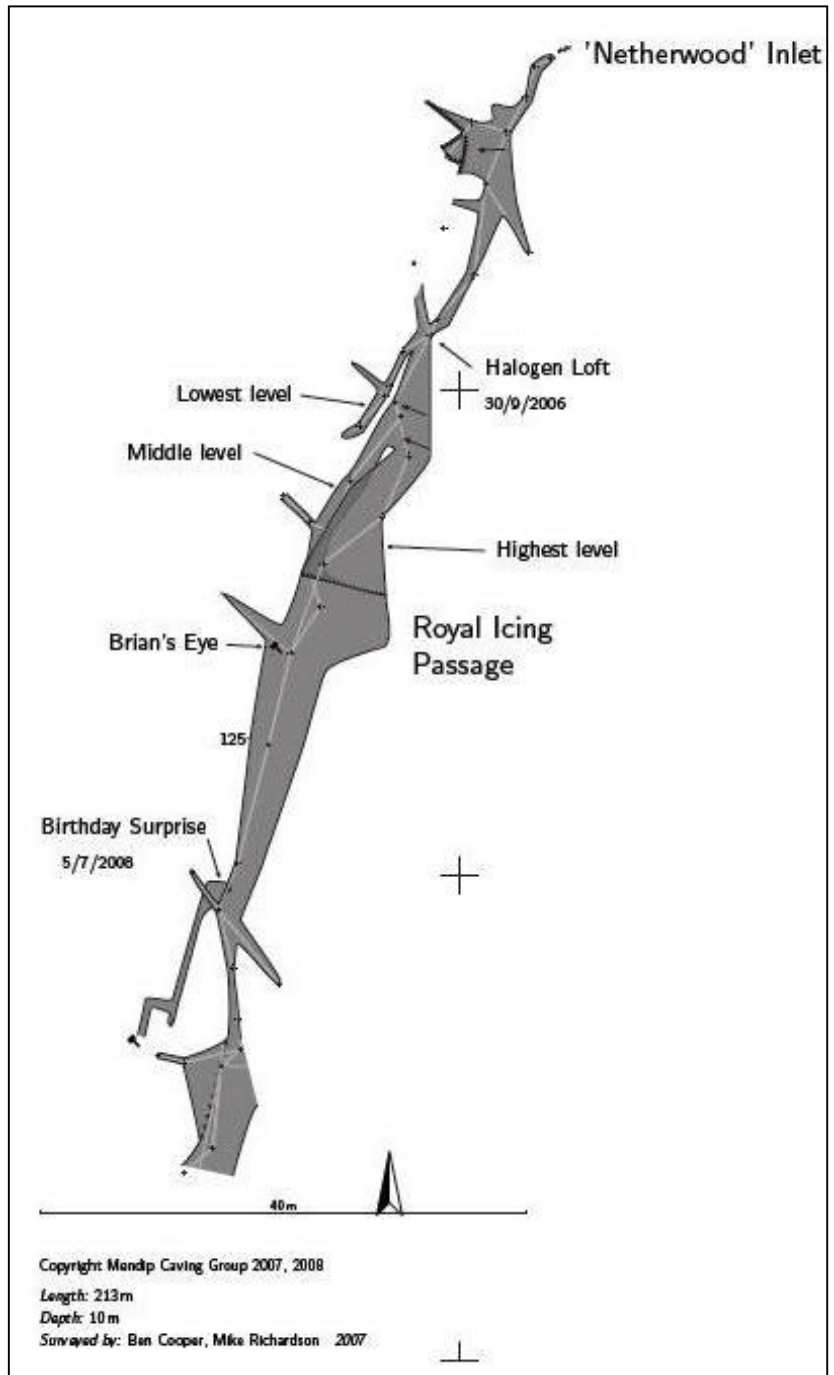 'Netherwood' Inlet
Halogen Loft
30/9/2006
Lowest level
Middle level
Highest level
Royal Icing
Passage
Brian's Eye
125
Birthday Surprise
5/7/2008
40m
Copyright Mendip Caving Group 2007, 2008
Length: 213m
Depth: 10m
Surveyed by: Ben Cooper, Mike Richardson 2007